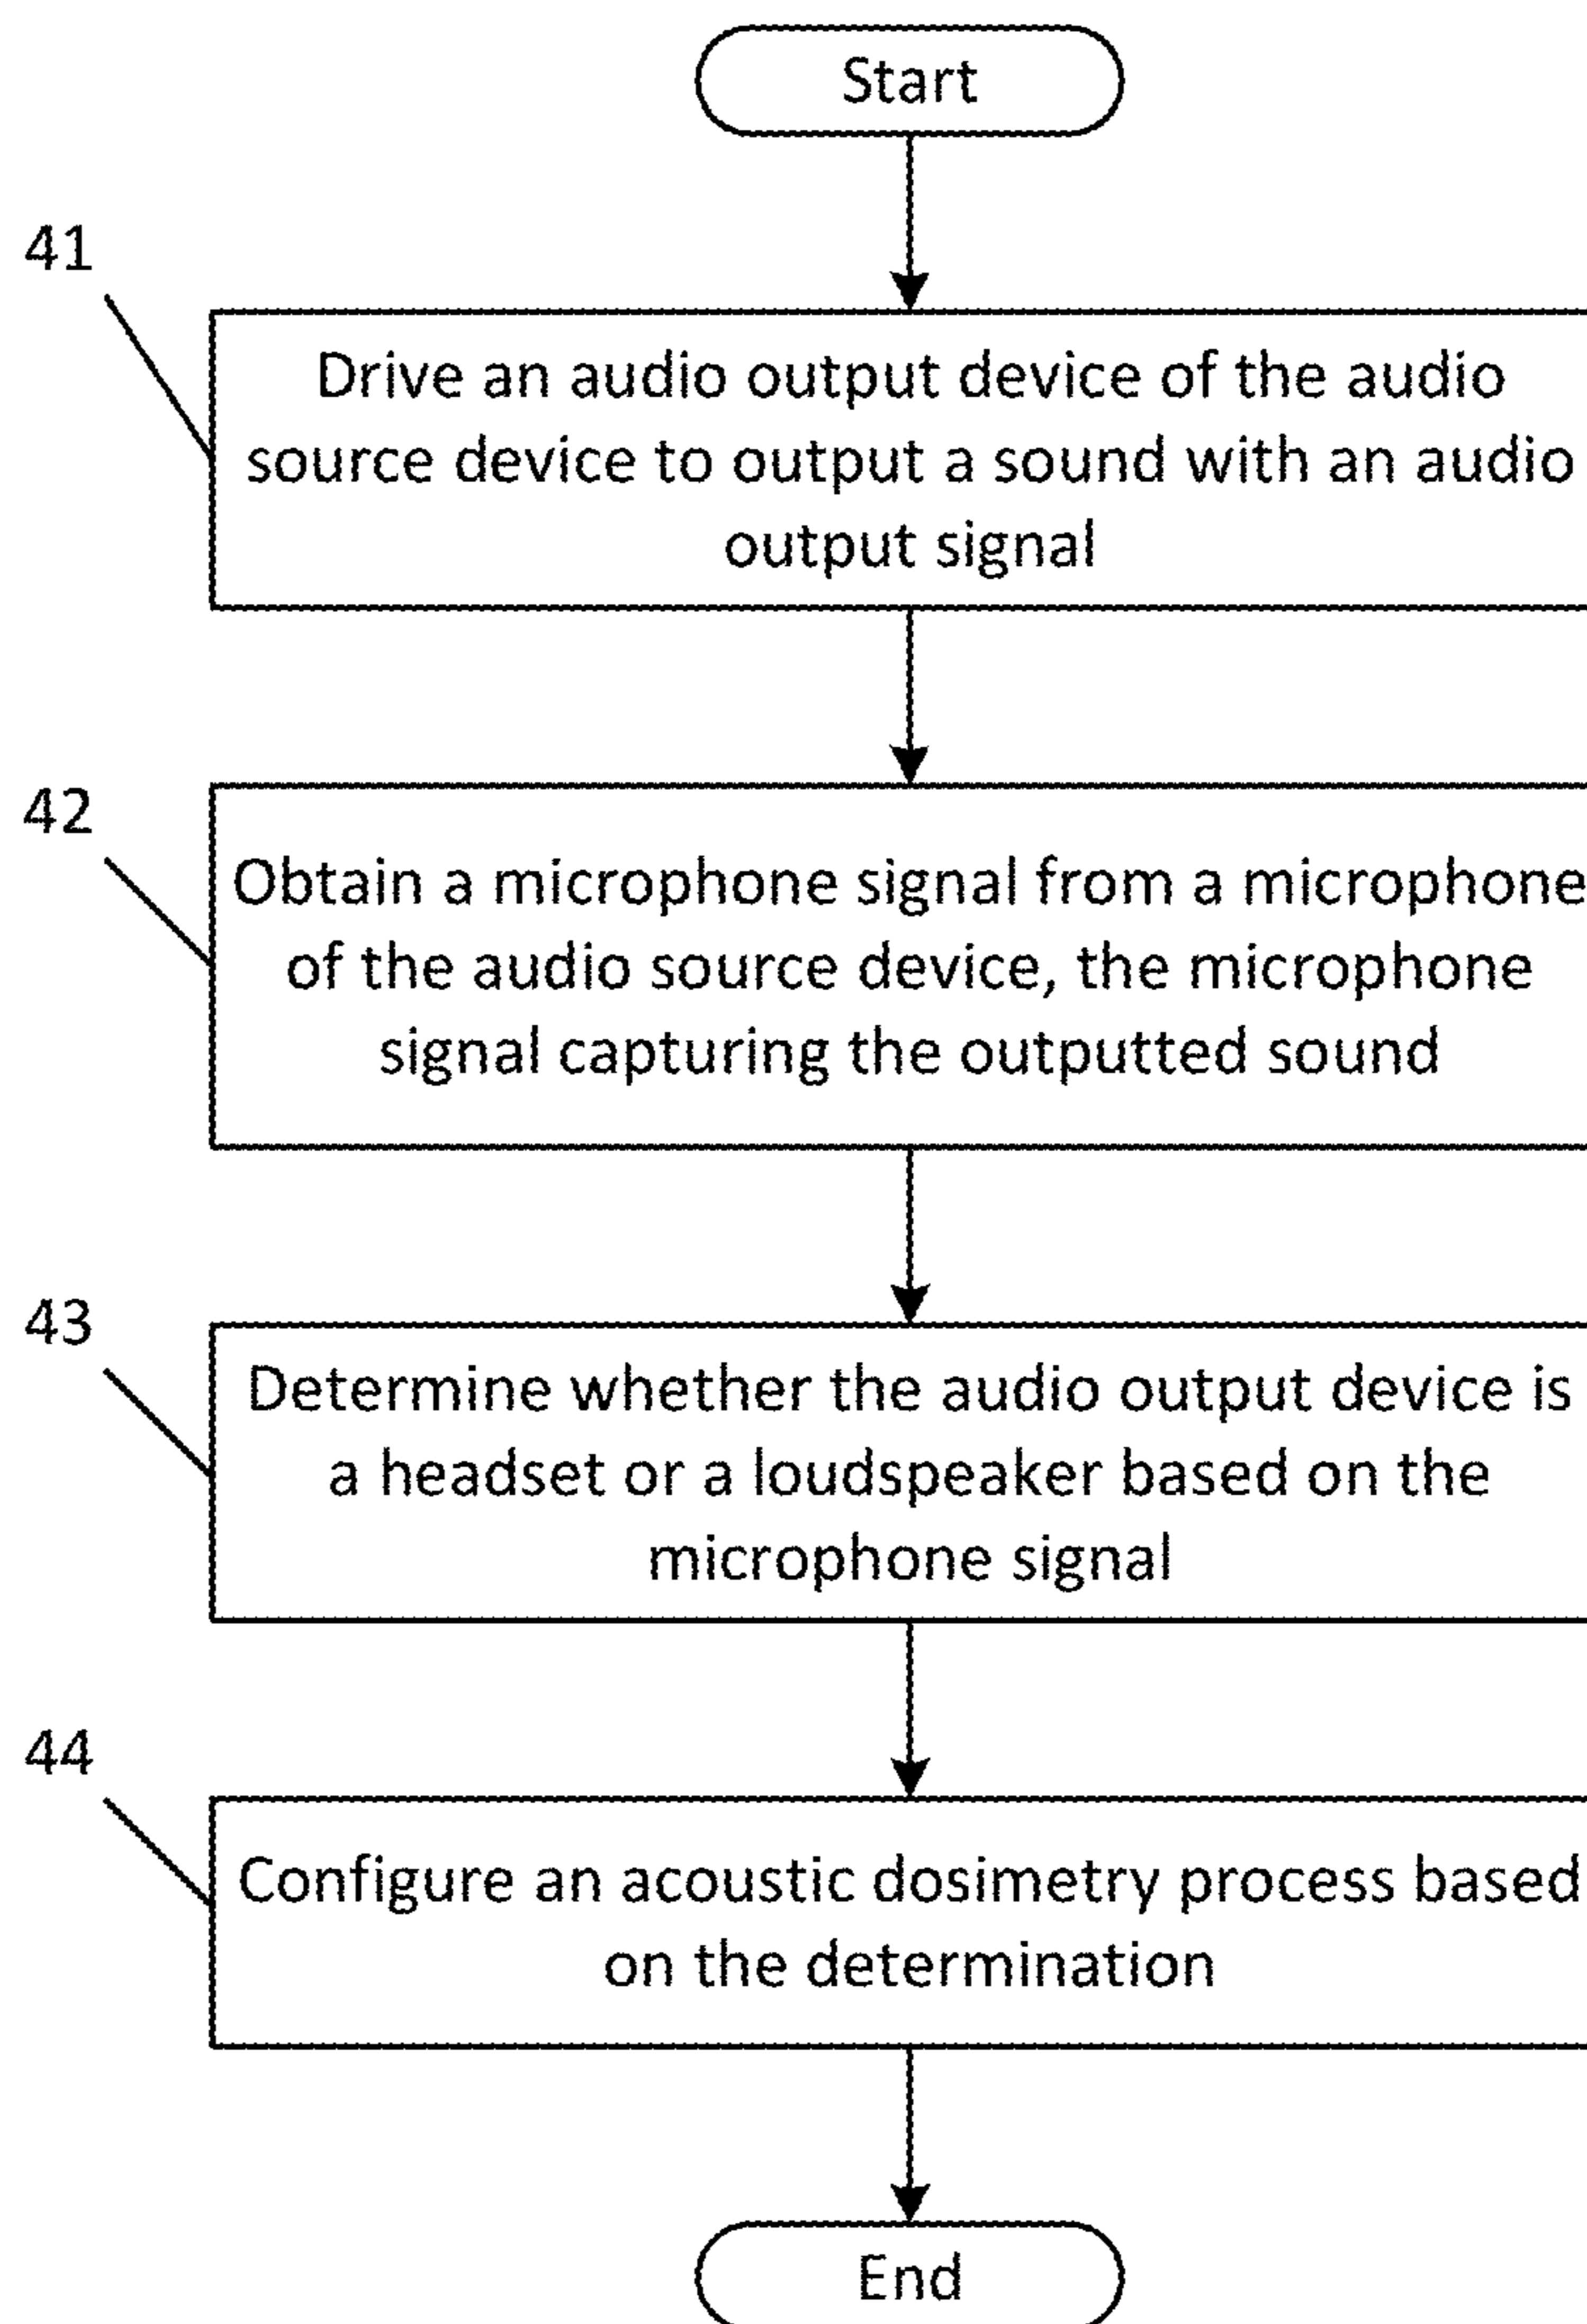 Start
41
Drive an audio output device of the audio
source device to output a sound with an audio
output signal
42
Obtain a microphone signal from a microphone
of the audio source device, the microphone
signal capturing the outputted sound
43
Determine whether the audio output device is
a headset or a loudspeaker based on the
microphone signal
44
Configure an acoustic dosimetry process based
on the determination
End